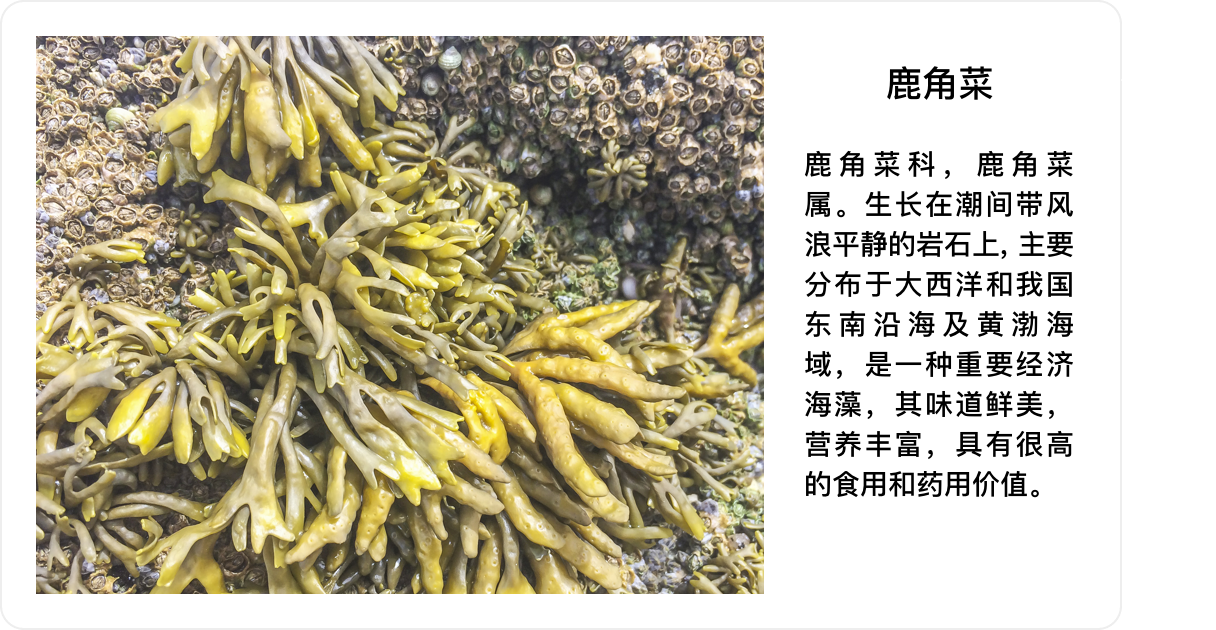 鹿角菜
鹿角菜科，鹿角菜
属。生长在潮间带风
浪平静的岩石上, 主要
分布于大西洋和我国
东南沿海及黄渤海
域，是一种重要经济
海藻，其味道鲜美，
营养丰富，具有很高
的食用和药用价值。